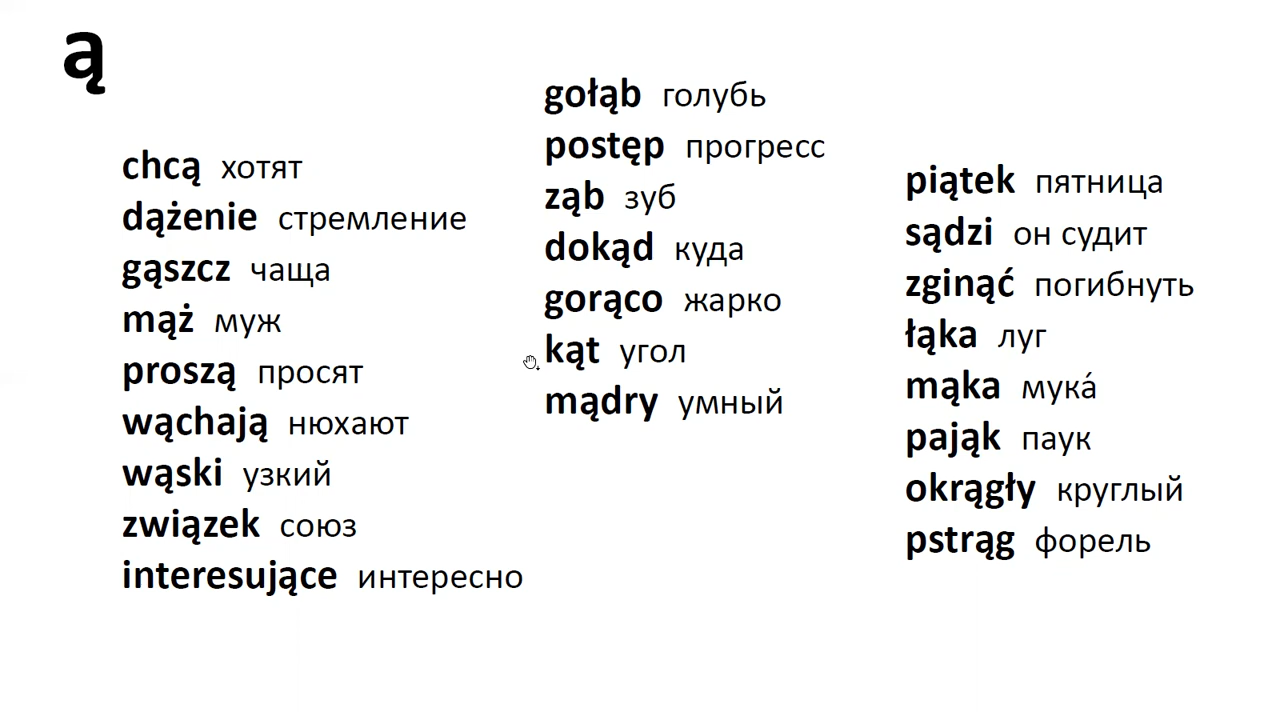 ą
chcą хотят
dążenie стремление
gąszcz чаща
mąż муж
proszą просят
wąchają нюхают
wąski узкий
związek союз
interesujące интересно
gołąb голубь
postęp прогресс
ząb зуб
dokąd куда
gorąco жарко
kąt угол
mądry умный
piątek пятница
sądzi он судит
zginąć погибнуть
łąka луг
mąka мука́
pająk паук
okrągły круглый
pstrąg форель